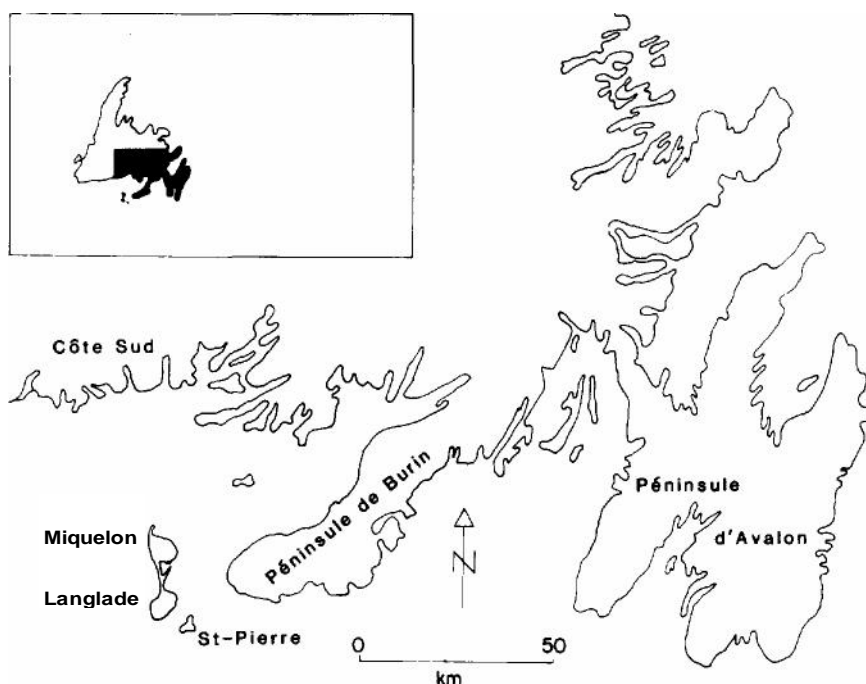 Côte Sud
Péninsule de Burin
Péninsule
d'Avalon
Miquelon
Langlade
St-Pierre
N
0 50
km